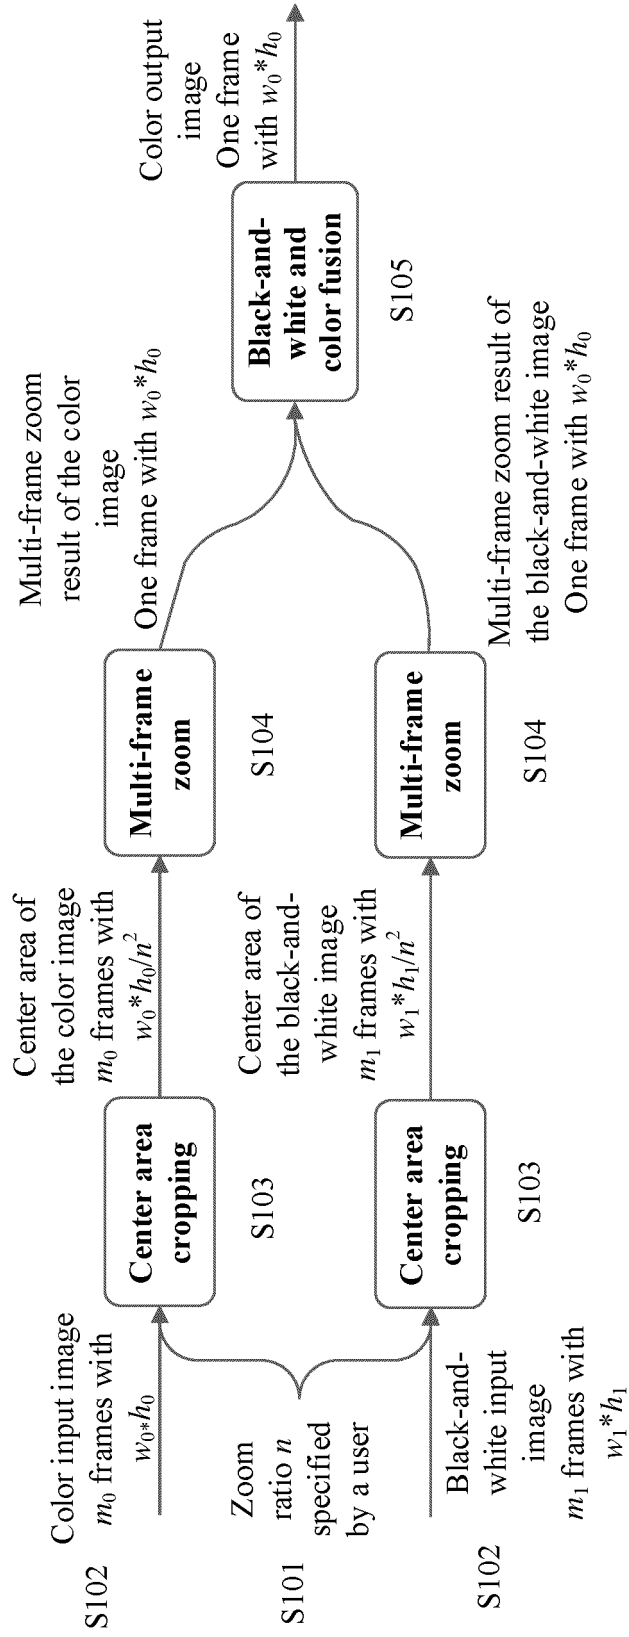 S102
Color input image
m₀ frames with
w₀*h₀
S101
Zoom
ratio n
specified
by a user
S102
Black-and-
white input
image
m₁ frames with
w₁*h₁
Center area
cropping
S103
Center area
cropping
S103
Center area of
the color image
m₀ frames with
w₀*h₀/n²
Center area of
the black-and-
white image
m₁ frames with
w₁*h₁/n²
Multi-frame
zoom
S104
Multi-frame
zoom
S104
Multi-frame zoom
result of the color
image
One frame with w₀*h₀
Multi-frame zoom result of
the black-and-white image
One frame with w₀*h₀
Black-and-
white and
color fusion
S105
Color output
image
One frame
with w₀*h₀